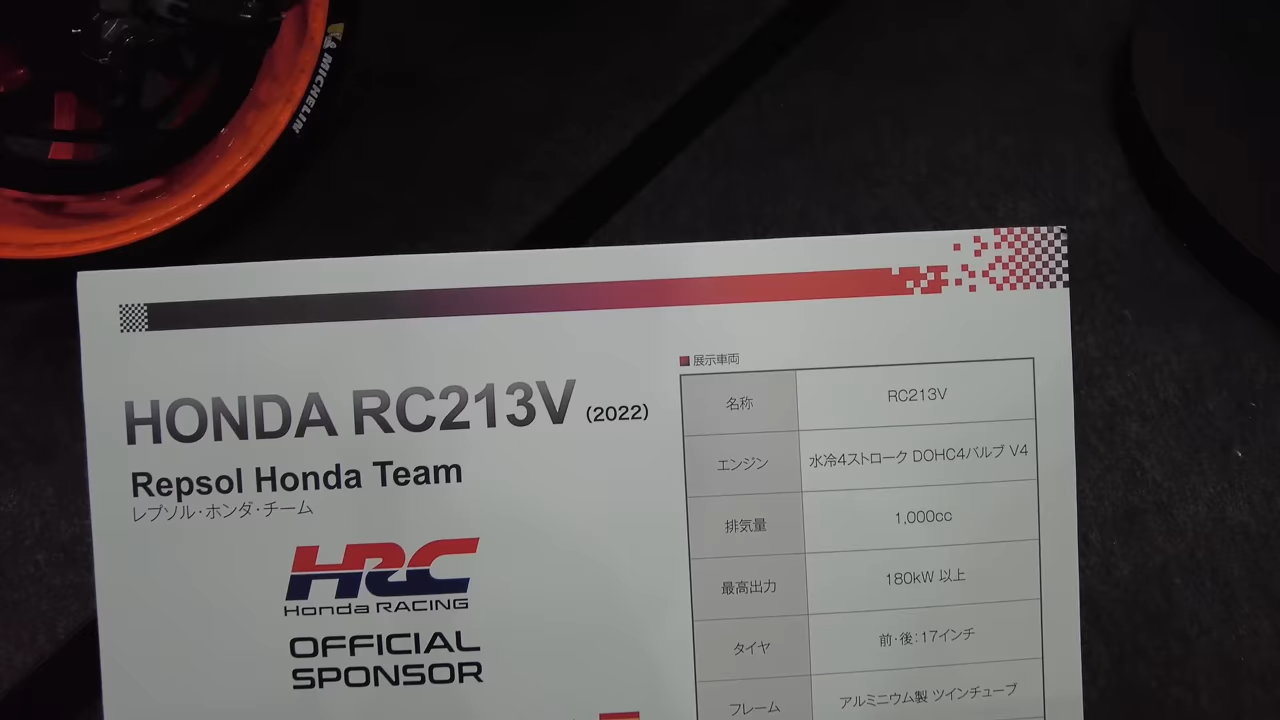 MICHELIN
HONDA RC213V (2022)
Repsol Honda Team
レプソル・ホンダ・チーム
HRC
Honda RACING
OFFICIAL
SPONSOR
展示車両
名称 RC213V
エンジン 水冷4ストローク DOHC4バルブ V4
排気量 1,000cc
最高出力 180kW 以上
タイヤ 前・後：17インチ
フレーム アルミニウム製 ツインチューブ